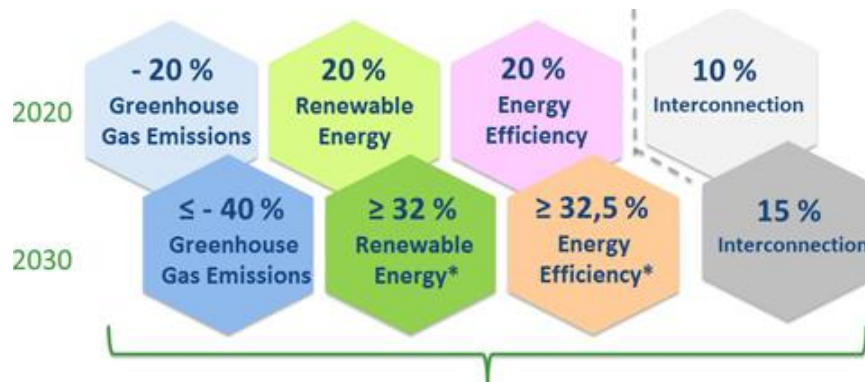 2020
- 20 %
Greenhouse
Gas Emissions
20 %
Renewable
Energy
20 %
Energy
Efficiency
10 %
Interconnection
2030
≤ - 40 %
Greenhouse
Gas Emissions
≥ 32 %
Renewable
Energy*
≥ 32,5 %
Energy
Efficiency*
15 %
Interconnection